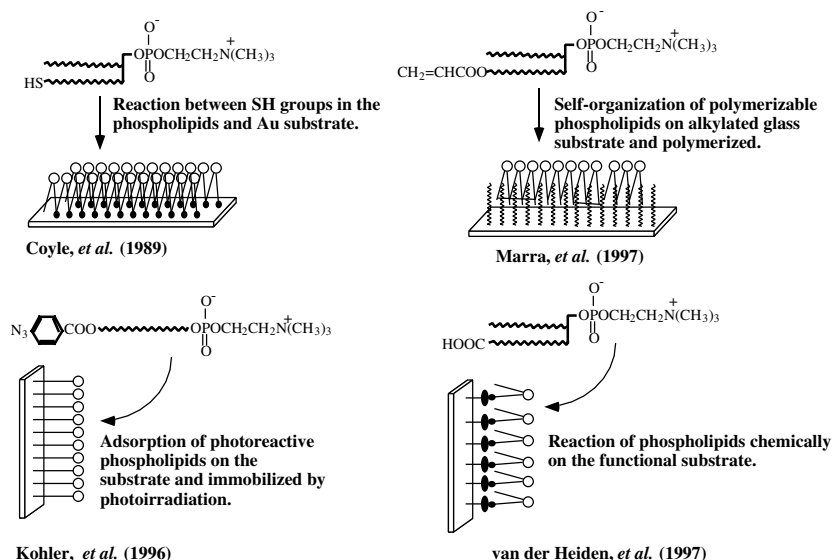 O-
OPOCH2CH2N(CH3)3
+
O
HS
Reaction between SH groups in the
phospholipids and Au substrate.
Coyle, et al. (1989)
O-
OPOCH2CH2N(CH3)3
+
O
CH2=CHCOO
Self-organization of polymerizable
phospholipids on alkylated glass
substrate and polymerized.
Marra, et al. (1997)
O-
N3
COO
OPOCH2CH2N(CH3)3
+
O
Adsorption of photoreactive
phospholipids on the
substrate and immobilized by
photoirradiation.
Kohler, et al. (1996)
O-
OPOCH2CH2N(CH3)3
+
O
HOOC
Reaction of phospholipids chemically
on the functional substrate.
van der Heiden, et al. (1997)